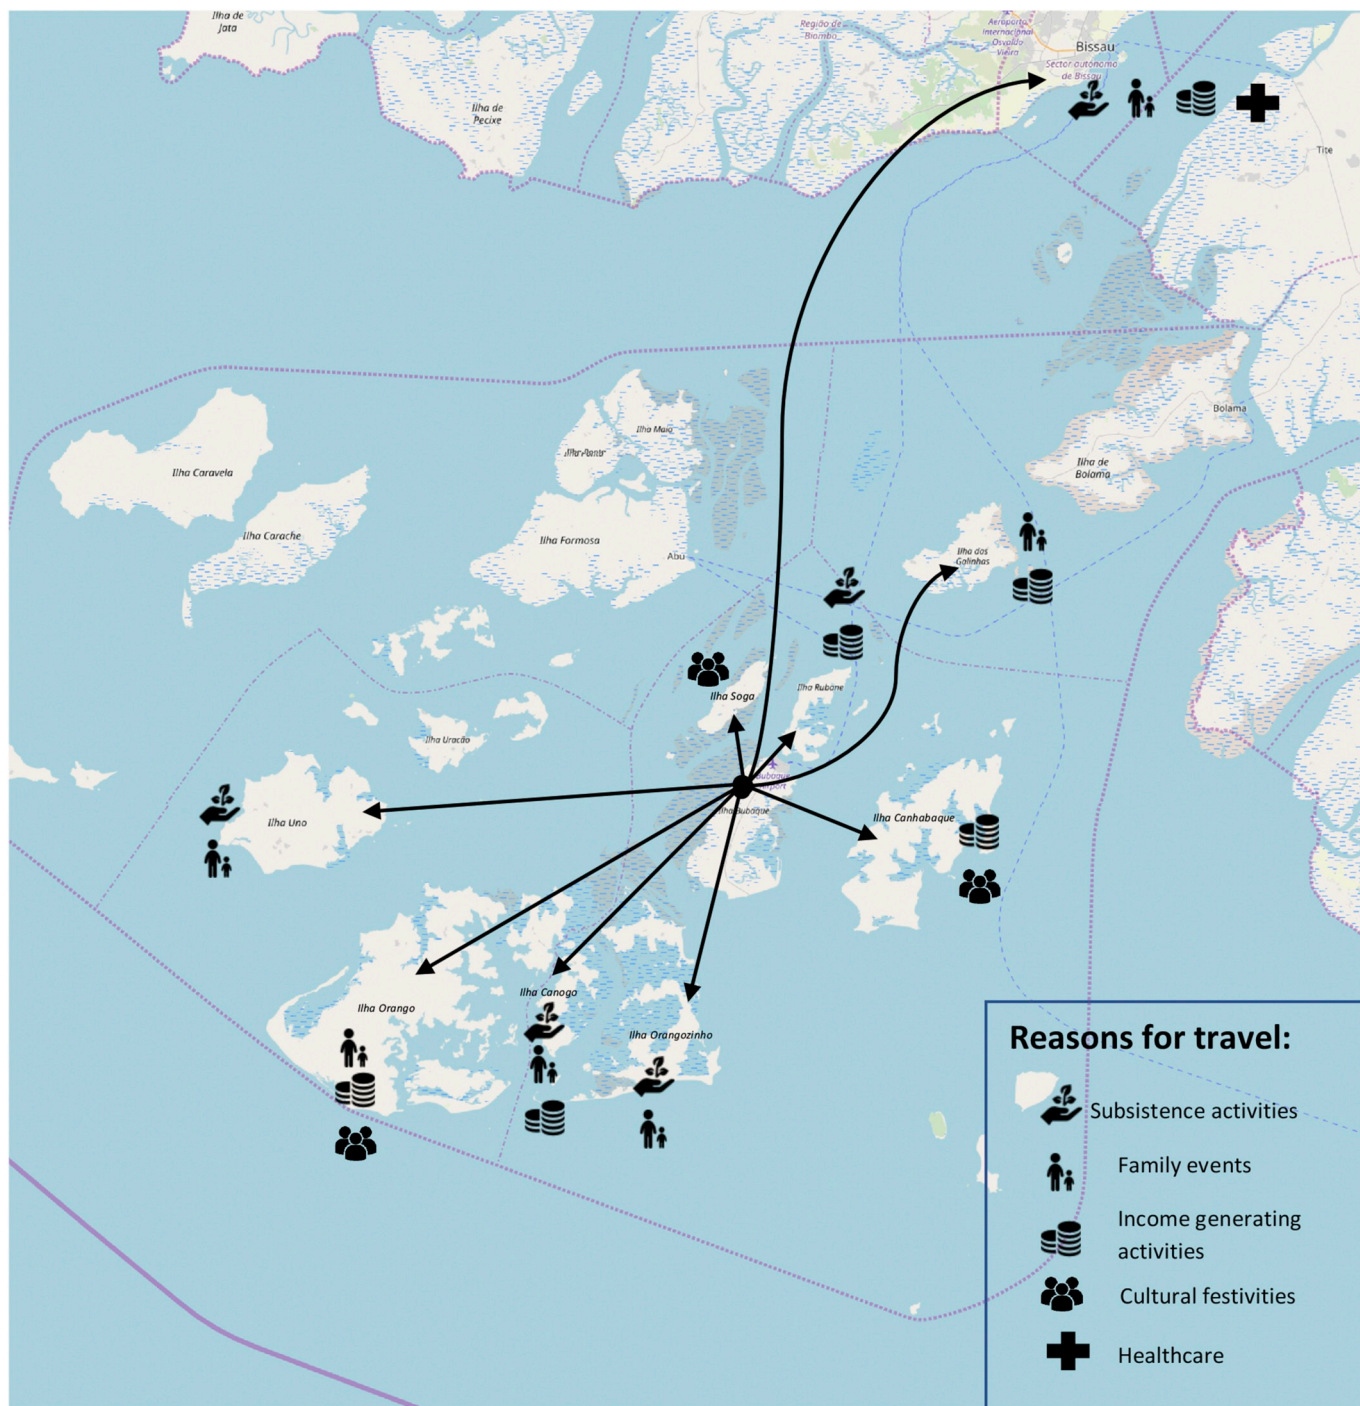 Ilha de
Jata
Região de
Biombo
Aeroporto
Internacional
Osvaldo
Vieira
Bissau
Sector autónomo
de Bissau
Ilha de
Pecixe
Tite
Bolama
Ilha Maio
Ilha Caravela
Ilha de
Bolama
Ilha Carache
Ilha Formosa
Abú
Ilha das
Galinhas
Ilha Soga
Ilha Rubane
Ilha Uracão
Bubaque
Ilha Bubaque
Ilha Uno
Ilha Canhabaque
Ilha Canogo
Ilha Orango
Ilha Orangozinho
Reasons for travel:
Subsistence activities
Family events
Income generating
activities
Cultural festivities
Healthcare